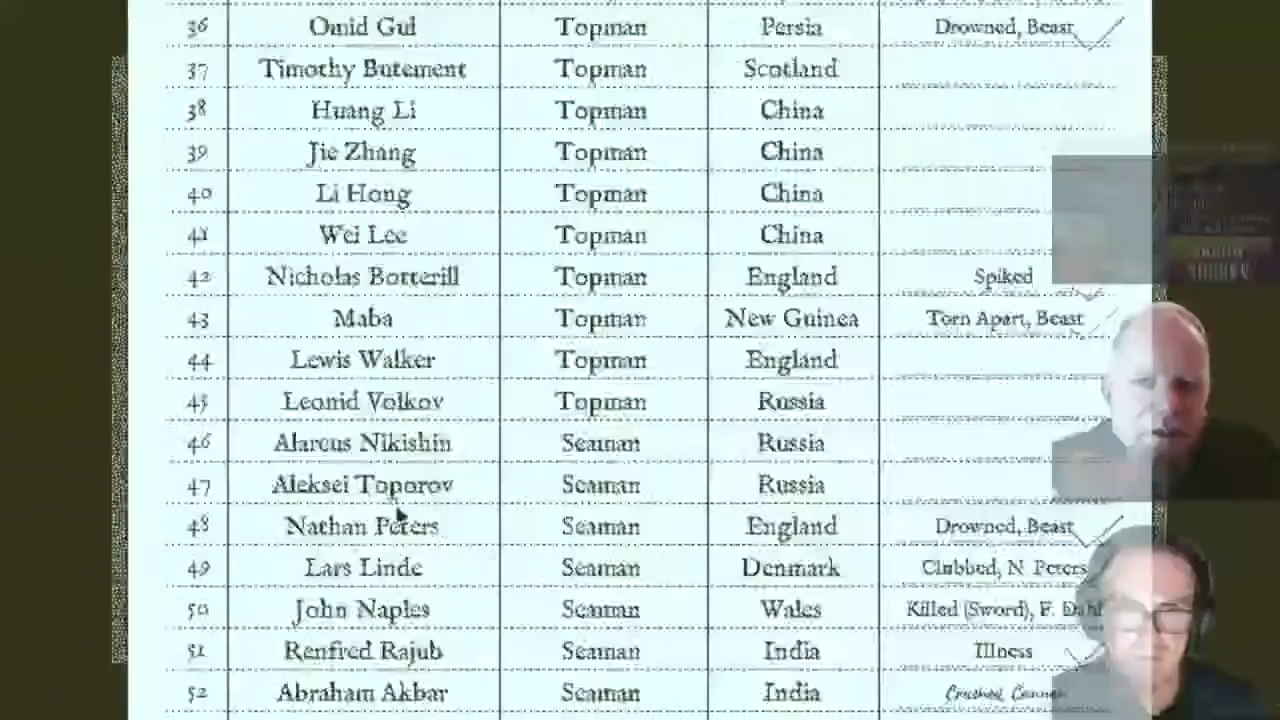 36 Omid Gul Topman Persia Drowned, Beast
37 Timothy Butement Topman Scotland
38 Huang Li Topman China
39 Jie Zhang Topman China
40 Li Hong Topman China
41 Wei Lee Topman China
42 Nicholas Botterill Topman England Spiked
43 Maba Topman New Guinea Torn Apart, Beast
44 Lewis Walker Topman England
45 Leonid Volkov Topman Russia
46 Alarcus Nikishin Seaman Russia
47 Aleksei Toporov Seaman Russia
48 Nathan Peters Seaman England Drowned, Beast
49 Lars Linde Seaman Denmark Clubbed, N. Peters
50 John Naples Seaman Wales Killed (Sword), F. Dahl
51 Renfred Rajub Seaman India Illness
52 Abraham Akbar Seaman India Crushed, Cannon